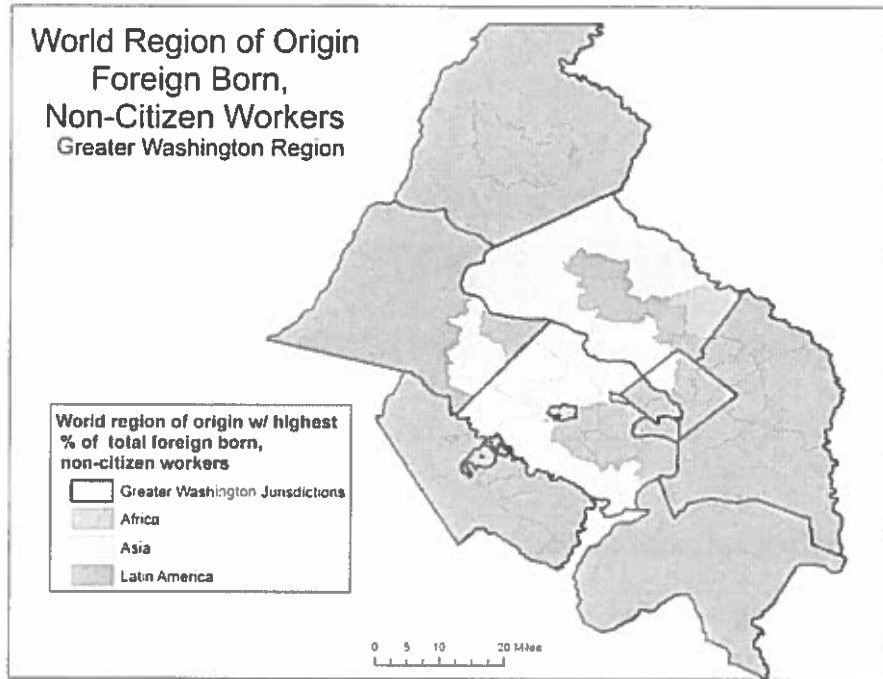 World Region of Origin
Foreign Born,
Non-Citizen Workers
Greater Washington Region
World region of origin w/ highest
% of total foreign born,
non-citizen workers
Greater Washington Jurisdictions
Africa
Asia
Latin America
0 5 10 20 Miles